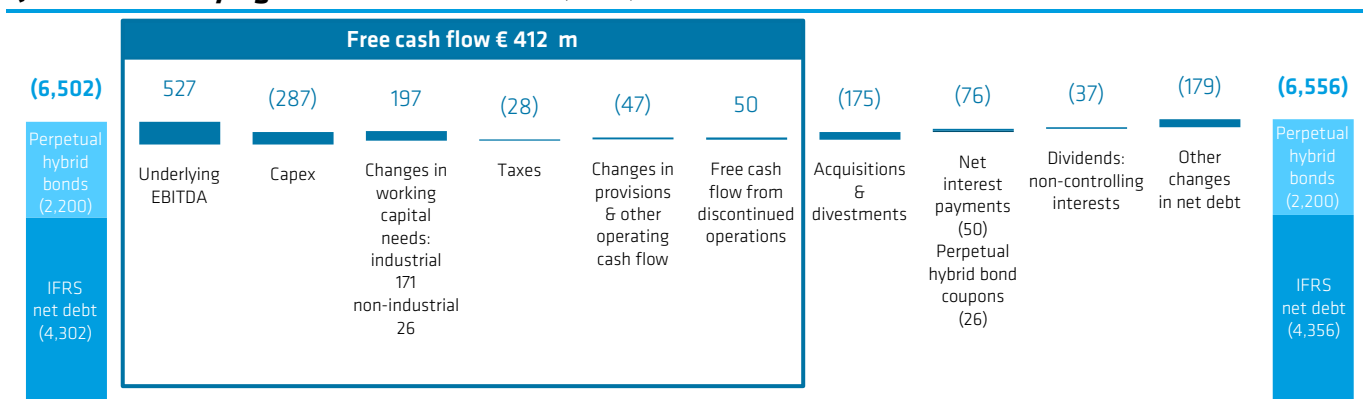 Free cash flow € 412 m
(6,502)
Perpetual
hybrid
bonds
(2,200)
IFRS
net debt
(4,302)
527
Underlying
EBITDA
(287)
Capex
197
Changes in
working
capital
needs:
industrial
171
non-industrial
26
(28)
Taxes
(47)
Changes in
provisions
& other
operating
cash flow
50
Free cash
flow from
discontinued
operations
(175)
Acquisitions
&
divestments
(76)
Net
interest
payments
(50)
Perpetual
hybrid bond
coupons
(26)
(37)
Dividends:
non-controlling
interests
(179)
Other
changes
in net debt
(6,556)
Perpetual
hybrid
bonds
(2,200)
IFRS
net debt
(4,356)